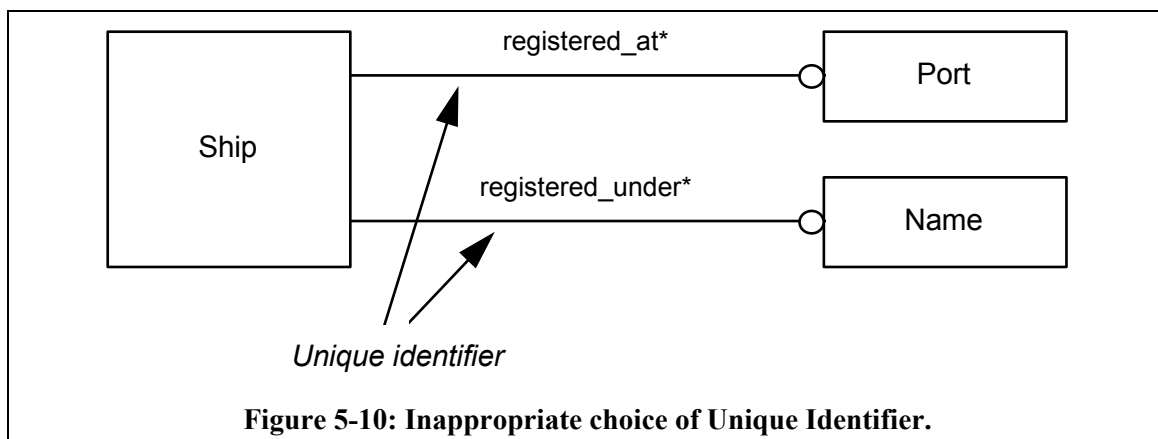 registered_at*
Port
Ship
registered_under*
Name
Unique identifier
Figure 5-10: Inappropriate choice of Unique Identifier.